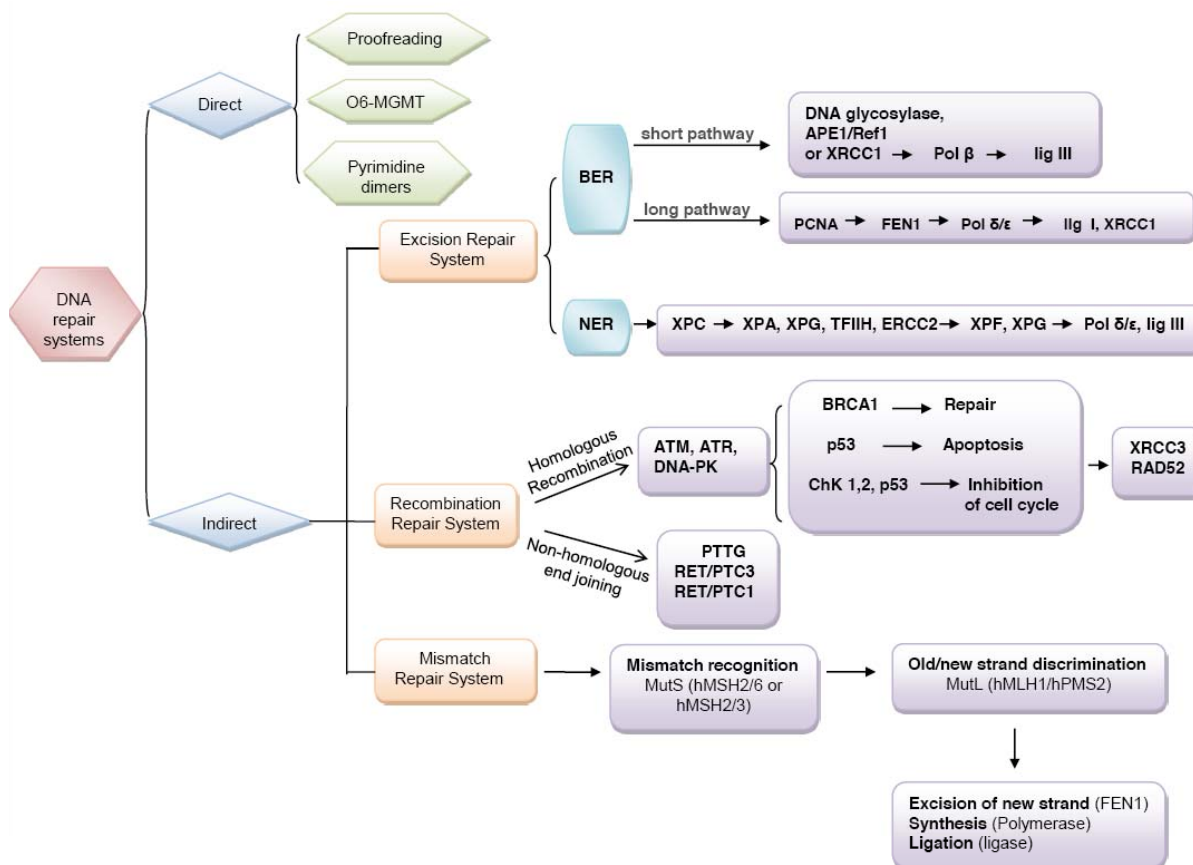 Proofreading
Direct
O6-MGMT
Pyrimidine
dimers
DNA
repair
systems
Indirect
Excision Repair
System
BER
short pathway
DNA glycosylase,
APE1/Ref1
or XRCC1 → Pol β → lig III
long pathway
PCNA → FEN1 → Pol δ/ε → lig I, XRCC1
NER
XPC → XPA, XPG, TFIIH, ERCC2 → XPF, XPG → Pol δ/ε, lig III
Recombination
Repair System
Homologous
Recombination
ATM, ATR,
DNA-PK
BRCA1 → Repair
p53 → Apoptosis
ChK 1,2, p53 → Inhibition
of cell cycle
XRCC3
RAD52
Non-homologous
end joining
PTTG
RET/PTC3
RET/PTC1
Mismatch
Repair System
Mismatch recognition
MutS (hMSH2/6 or
hMSH2/3)
Old/new strand discrimination
MutL (hMLH1/hPMS2)
Excision of new strand (FEN1)
Synthesis (Polymerase)
Ligation (ligase)